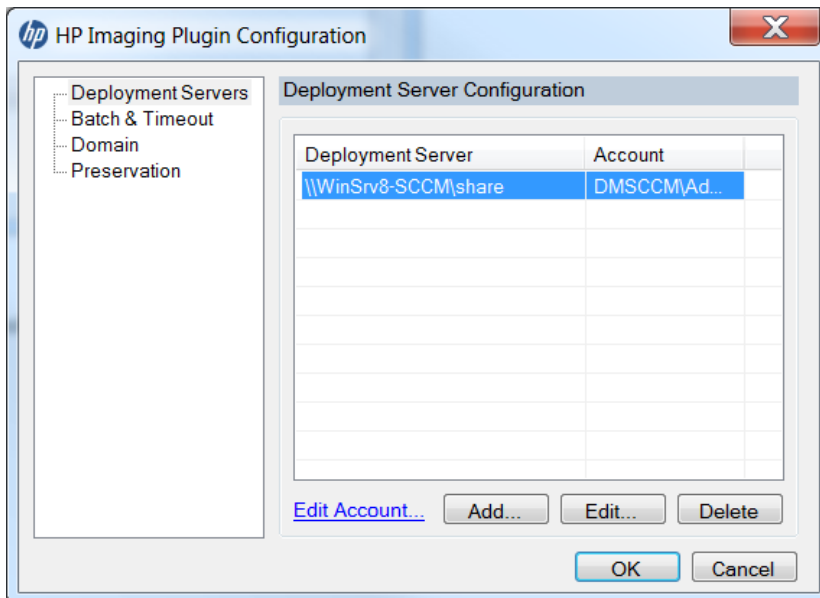 hp HP Imaging Plugin Configuration
Deployment Servers
Batch & Timeout
Domain
Preservation
Deployment Server Configuration
Deployment Server Account
\\WinSrv8-SCCM\share DMSCCM\Ad...
Edit Account... Add... Edit... Delete
OK Cancel